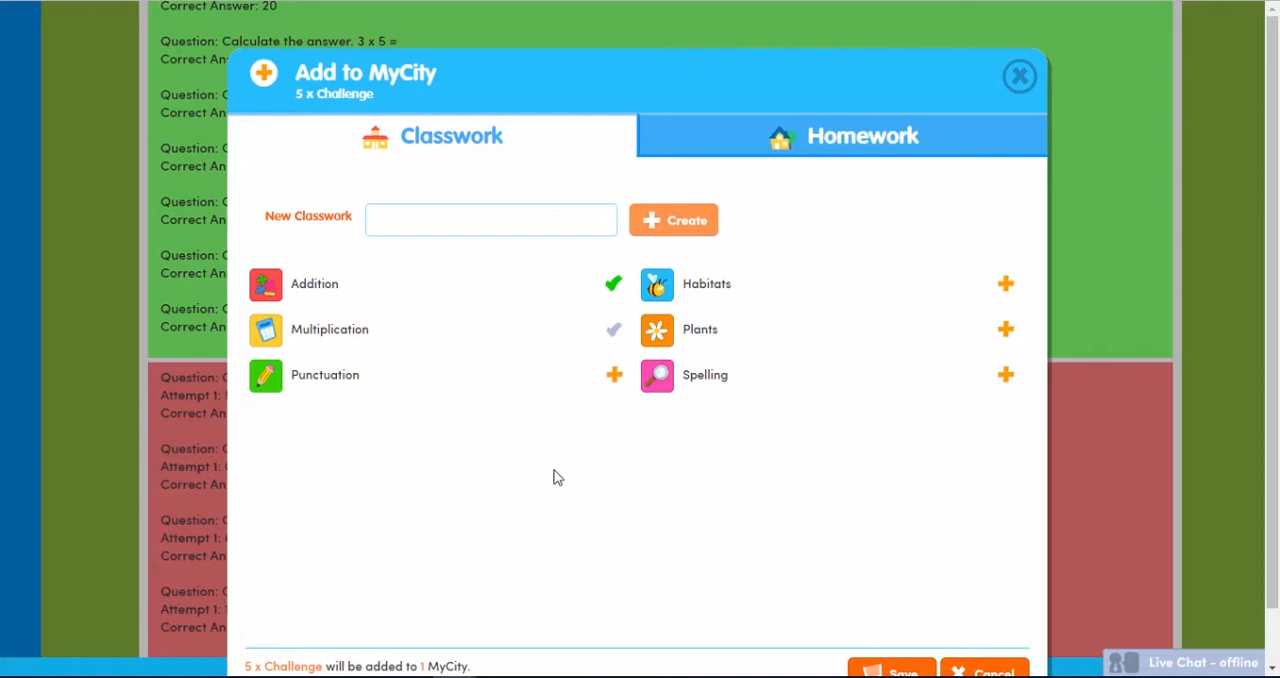 Correct Answer: 20
Question: Calculate the answer. 3 x 5 =
Correct An
Question: C
Correct An
Question: C
Correct An
Question: C
Correct An
Question: C
Correct An
Question: C
Correct An
Question: C
Attempt 1:
Correct An
Question: C
Attempt 1:
Correct An
Question: C
Attempt 1:
Correct An
Question: C
Attempt 1:
Correct An
Add to MyCity
5 x Challenge
Classwork
Homework
New Classwork
Create
Addition
Habitats
Multiplication
Plants
Punctuation
Spelling
5 x Challenge will be added to 1 MyCity.
Save
Cancel
Live Chat - offline